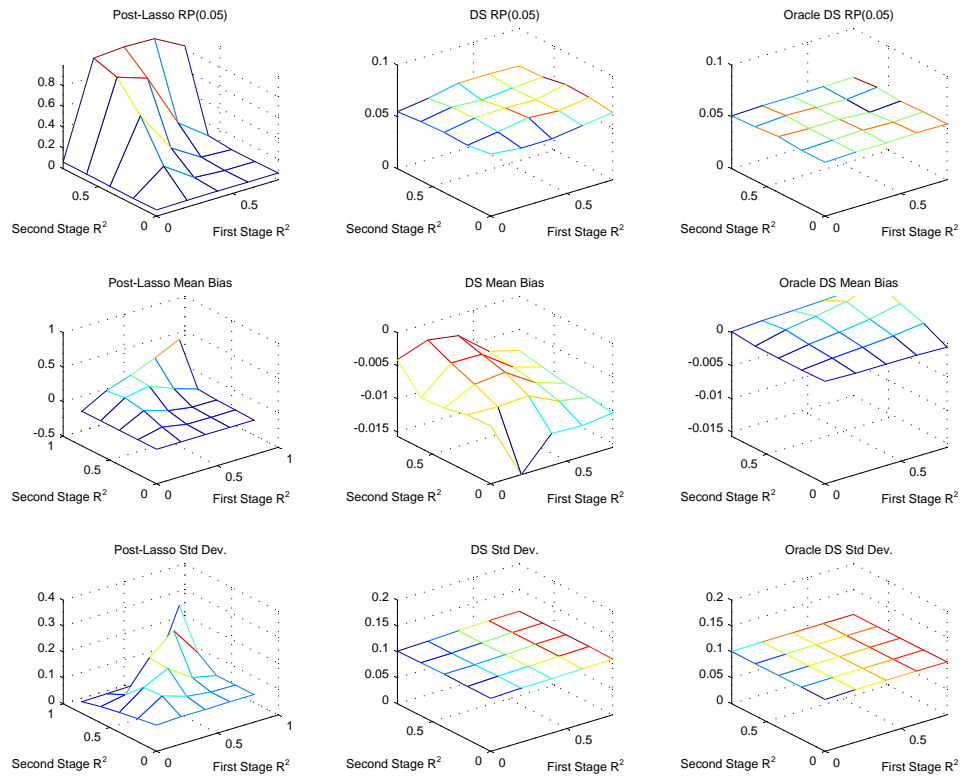 Post-Lasso RP(0.05)
0.8
0.6
0.4
0.2
0
0.5
0
0
0.5
Second Stage R²
First Stage R²
DS RP(0.05)
0.1
0.05
0
0.5
0
0
0.5
Second Stage R²
First Stage R²
Oracle DS RP(0.05)
0.1
0.05
0
0.5
0
0
0.5
Second Stage R²
First Stage R²
Post-Lasso Mean Bias
1
0.5
0
-0.5
1
0.5
0
0
0.5
1
Second Stage R²
First Stage R²
DS Mean Bias
0
-0.005
-0.01
-0.015
0.5
0
0
0.5
Second Stage R²
First Stage R²
Oracle DS Mean Bias
0
-0.005
-0.01
-0.015
0.5
0
0
0.5
Second Stage R²
First Stage R²
Post-Lasso Std Dev.
0.4
0.3
0.2
0.1
0
1
0.5
0
0
0.5
1
Second Stage R²
First Stage R²
DS Std Dev.
0.2
0.15
0.1
0.05
0
0.5
0
0
0.5
Second Stage R²
First Stage R²
Oracle DS Std Dev.
0.2
0.15
0.1
0.05
0
0.5
0
0
0.5
Second Stage R²
First Stage R²